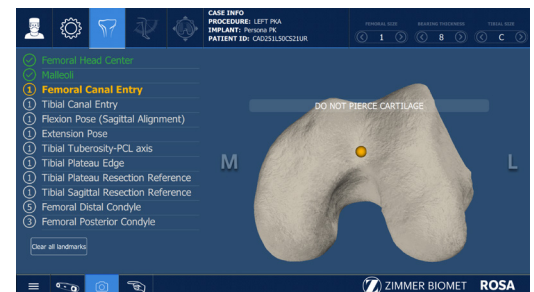 CASE INFO
PROCEDURE: LEFT PKA
IMPLANT: Persona PK
PATIENT ID: CAD251L50CS21UR
FEMORAL SIZE
1
BEARING THICKNESS
8
TIBIAL SIZE
C
Femoral Head Center
Malleoli
1 Femoral Canal Entry
1 Tibial Canal Entry
1 Flexion Pose (Sagittal Alignment)
1 Extension Pose
1 Tibial Tuberosity-PCL axis
1 Tibial Plateau Edge
1 Tibial Plateau Resection Reference
1 Tibial Sagittal Resection Reference
5 Femoral Distal Condyle
3 Femoral Posterior Condyle
Clear all landmarks
DO NOT PIERCE CARTILAGE
M
L
ZIMMER BIOMET ROSA